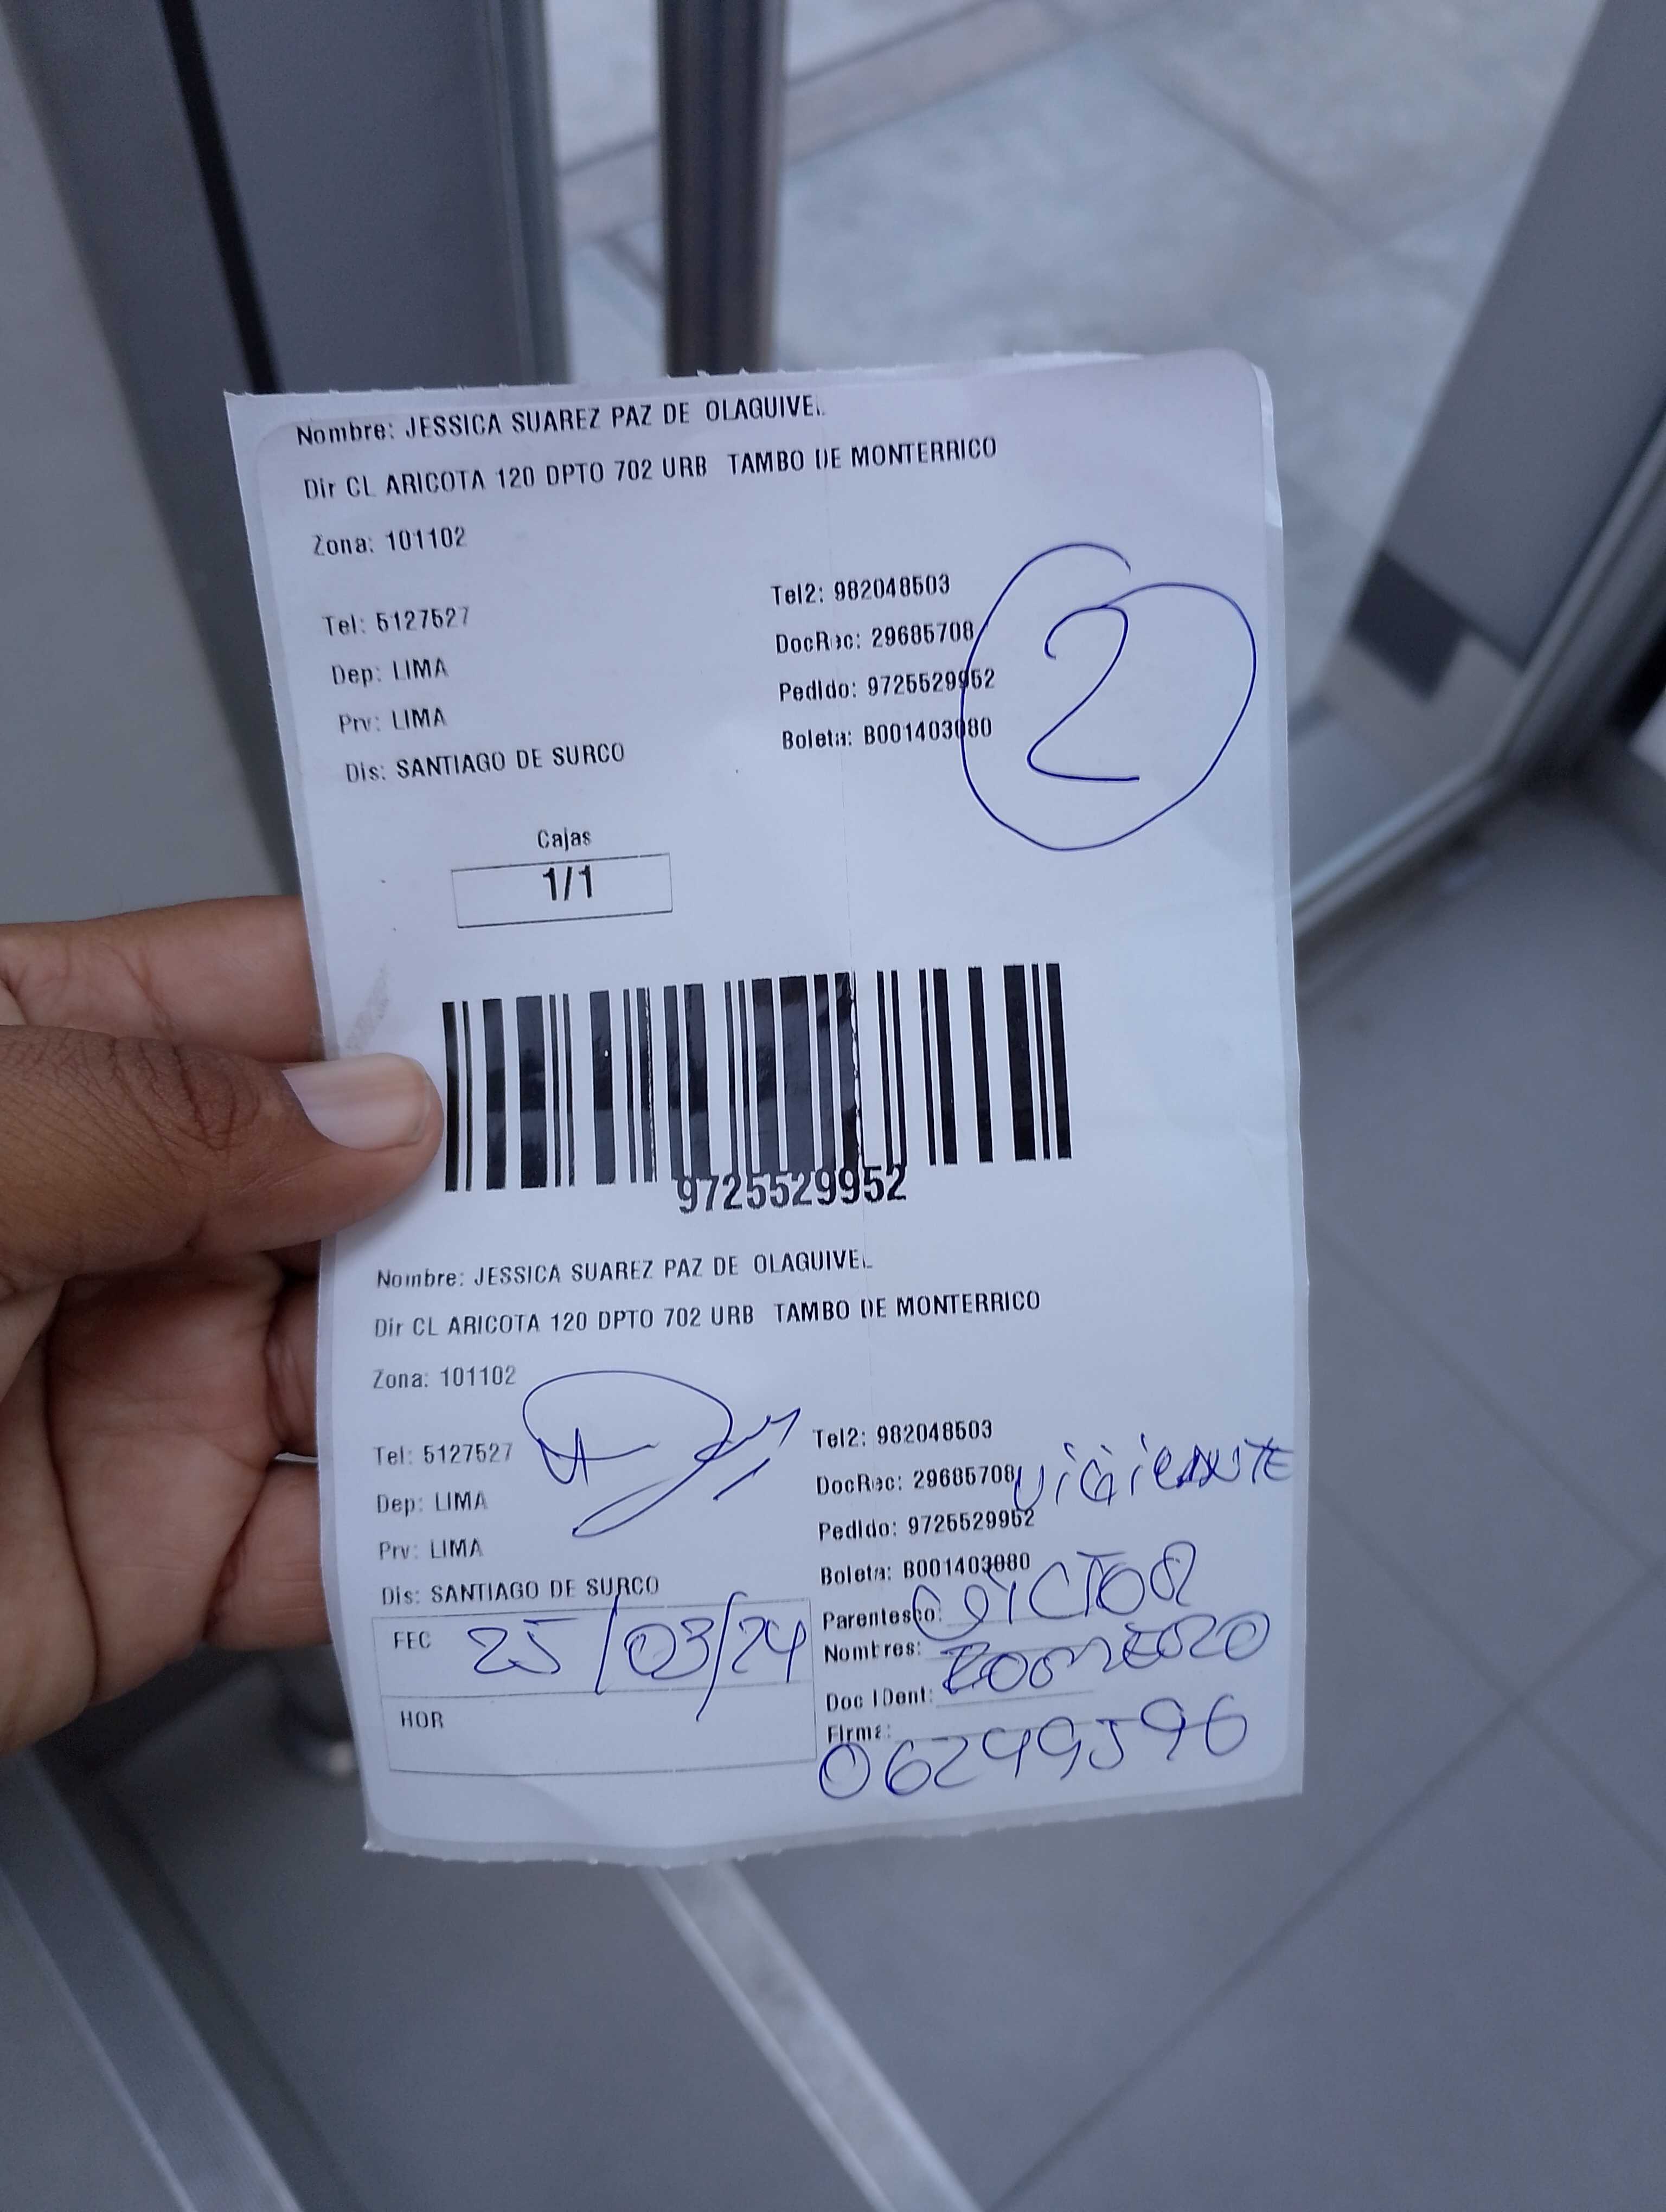 Nombre: JESSICA SUAREZ PAZ DE OLAGUIVEL
Dir CL ARICOTA 120 DPTO 702 URB TAMBO DE MONTERRICO
Zona: 101102
Tel: 5127527
Tel2: 982048503
Dep: LIMA
DocRec: 29685708
Prv: LIMA
Pedido: 9725529952
Dis: SANTIAGO DE SURCO
Boleta: B001403080
2
Cajas
1/1
9725529952
Nombre: JESSICA SUAREZ PAZ DE OLAGUIVEL
Dir CL ARICOTA 120 DPTO 702 URB TAMBO DE MONTERRICO
Zona: 101102
Tel: 5127527
Tel2: 982048503
Dep: LIMA
DocRec: 29685708
Prv: LIMA
Pedido: 9725529952
Dis: SANTIAGO DE SURCO
Boleta: B001403080
FEC 25/03/24
HOR
Parentesco: VICTOR
Nombres: ROMERO
Doc IDent:
Firma: